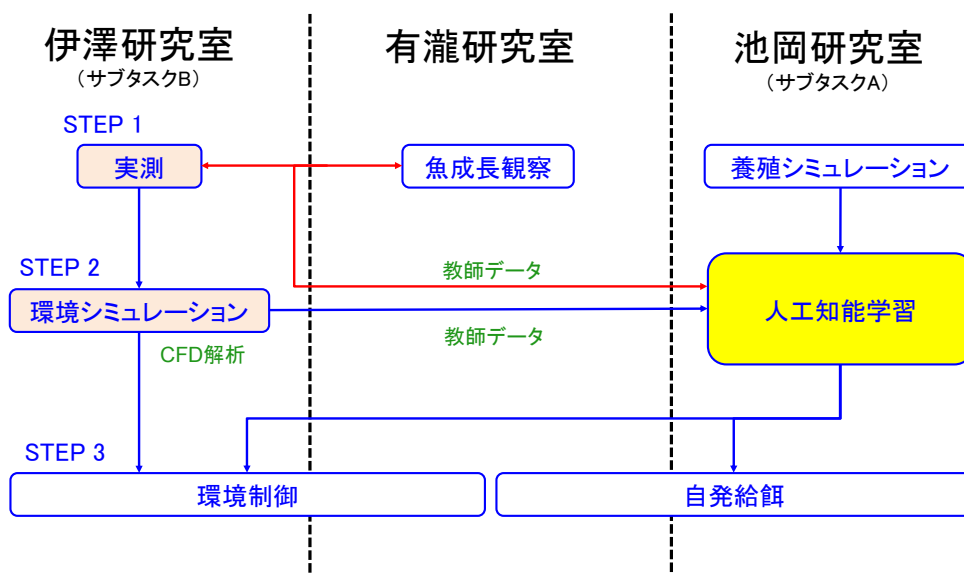 伊澤研究室
(サブタスクB)
有瀧研究室
池岡研究室
(サブタスクA)
STEP 1
実測
魚成長観察
養殖シミュレーション
STEP 2
教師データ
環境シミュレーション
人工知能学習
教師データ
CFD解析
STEP 3
環境制御
自発給餌